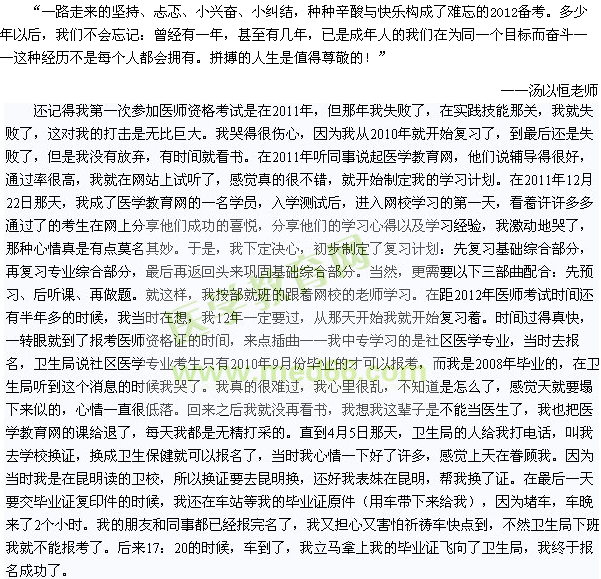 “一路走来的坚持、忐忑、小兴奋、小纠结，种种辛酸与快乐构成了难忘的2012备考。多少
年以后，我们不会忘记：曾经有一年，甚至有几年，已是成年人的我们在为同一个目标而奋斗—
—这种经历不是每个人都会拥有。拼搏的人生是值得尊敬的！”
——汤以恒老师
还记得我第一次参加医师资格考试是在2011年，但那年我失败了，在实践技能那关，我就失
败了，这对我的打击是无比巨大。我哭得很伤心，因为我从2010年就开始复习了，到最后还是失
败了，但是我没有放弃，有时间就看书。在2011年听同事说起医学教育网，他们说辅导得很好，
通过率很高，我就在网站上试听了，感觉真的很不错，就开始制定我的学习计划。在2011年12月
22日那天，我成了医学教育网的一名学员，入学测试后，进入网校学习的第一天，看着许许多多
通过了的考生在网上分享他们成功的喜悦，分享他们的学习心得以及学习经验，我激动地哭了，
那种心情真是有点莫名其妙。于是，我下定决心，初步制定了复习计划：先复习基础综合部分，
再复习专业综合部分，最后再返回头来巩固基础综合部分。当然，更需要以下三部曲配合：先预
习、后听课、再做题。就这样，我按部就班的跟着网校的老师学习。在距2012年医师考试时间还
有半年多的时候，我当时在想，我12年一定要过，从那天开始我就开始复习着。时间过得真快，
一转眼就到了报考医师资格证的时间，来点插曲——我中专学习的是社区医学专业，当时去报
名，卫生局说社区医学专业考生只有2010年9月份毕业的才可以报考，而我是2008年毕业的，在卫
生局听到这个消息的时候我哭了。我真的很难过，我心里很乱，不知道是怎么了，感觉天就要塌
下来似的，心情一直很低落。回来之后我就没再看书，我想我这辈子是不能当医生了，我也把医
学教育网的课给退了，每天我都是无精打采的。直到4月5日那天，卫生局的人给我打电话，叫我
去学校换证，换成卫生保健就可以报名了，当时我心情一下好了许多，感觉上天在眷顾我。因为
当时我是在昆明读的卫校，所以换证要去昆明换，还好我表妹在昆明，帮我换了证。在最后一天
要交毕业证复印件的时候，我还在车站等我的毕业证原件（用车带下来给我），因为堵车，车晚
来了2个小时。我的朋友和同事都已经报完名了，我又担心又害怕祈祷车快点到，不然卫生局下班
我就不能报考了。后来17：20的时候，车到了，我立马拿上我的毕业证飞向了卫生局，我终于报
名成功了。
医学教育网
www.med66.com